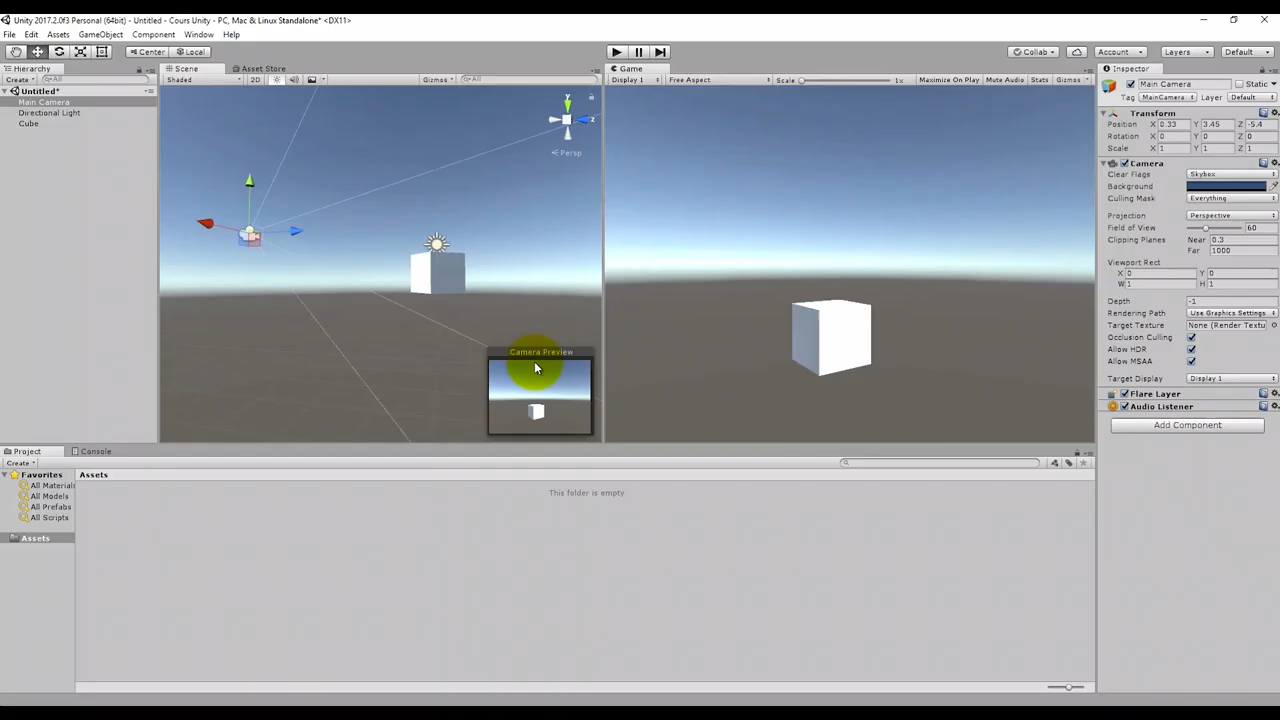 Unity 2017.2.0f3 Personal (64bit) - Untitled - Cours Unity - PC, Mac & Linux Standalone* <DX11>
File Edit Assets GameObject Component Window Help
Center Local Collab Account Layers Default
Hierarchy Scene Asset Store Game Inspector
Create All Shaded 2D Gizmos All Display 1 Free Aspect Scale 1x Maximize On Play Mute Audio Stats Gizmos Main Camera Static
Untitled*
Main Camera
Directional Light
Cube
y
z
Persp
Camera Preview
Tag MainCamera Layer Default
Transform
Position X 0.33 Y 3.45 Z -5.4
Rotation X 0 Y 0 Z 0
Scale X 1 Y 1 Z 1
Camera
Clear Flags Skybox
Background
Culling Mask Everything
Projection Perspective
Field of View 60
Clipping Planes Near 0.3
Far 1000
Viewport Rect
X 0 Y 0
W 1 H 1
Depth -1
Rendering Path Use Graphics Settings
Target Texture None (Render Textu
Occlusion Culling
Allow HDR
Allow MSAA
Target Display Display 1
Flare Layer
Audio Listener
Add Component
Project Console
Create
Favorites
All Materials
All Models
All Prefabs
All Scripts
Assets
Assets
This folder is empty